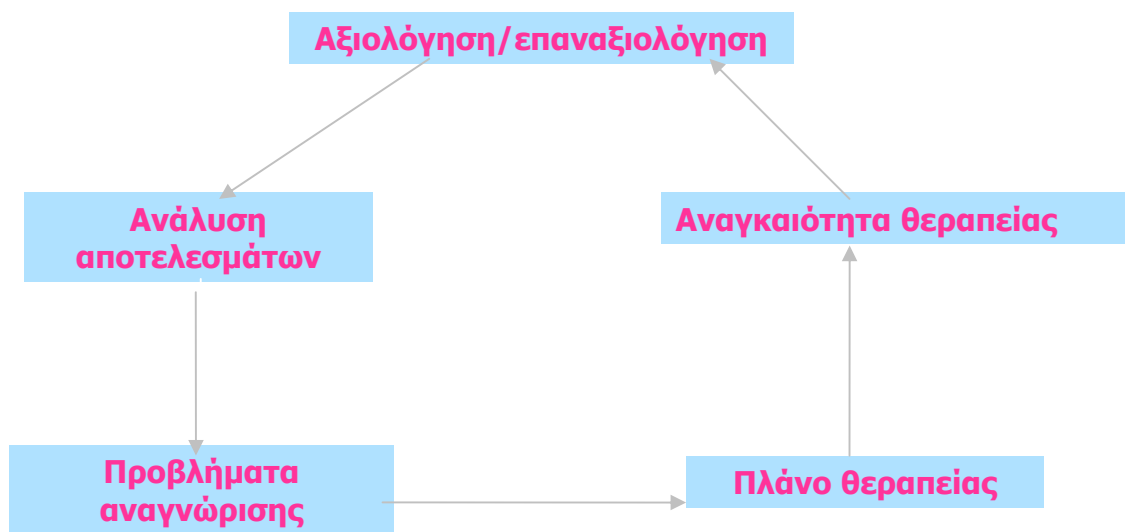 Αξιολόγηση/επαναξιολόγηση
Ανάλυση
αποτελεσμάτων
Αναγκαιότητα θεραπείας
Προβλήματα
αναγνώρισης
Πλάνο θεραπείας